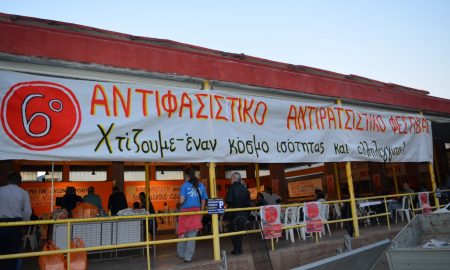 6ο
ΑΝΤΙΦΑΣΙΣΤΙΚΟ ΑΝΤΙΡΑΤΣΙΣΤΙΚΟ ΦΕΣΤΙΒΑΛ
Χτίζουμε-έναν κόσμο ισότητας και αλληλεγγύης!